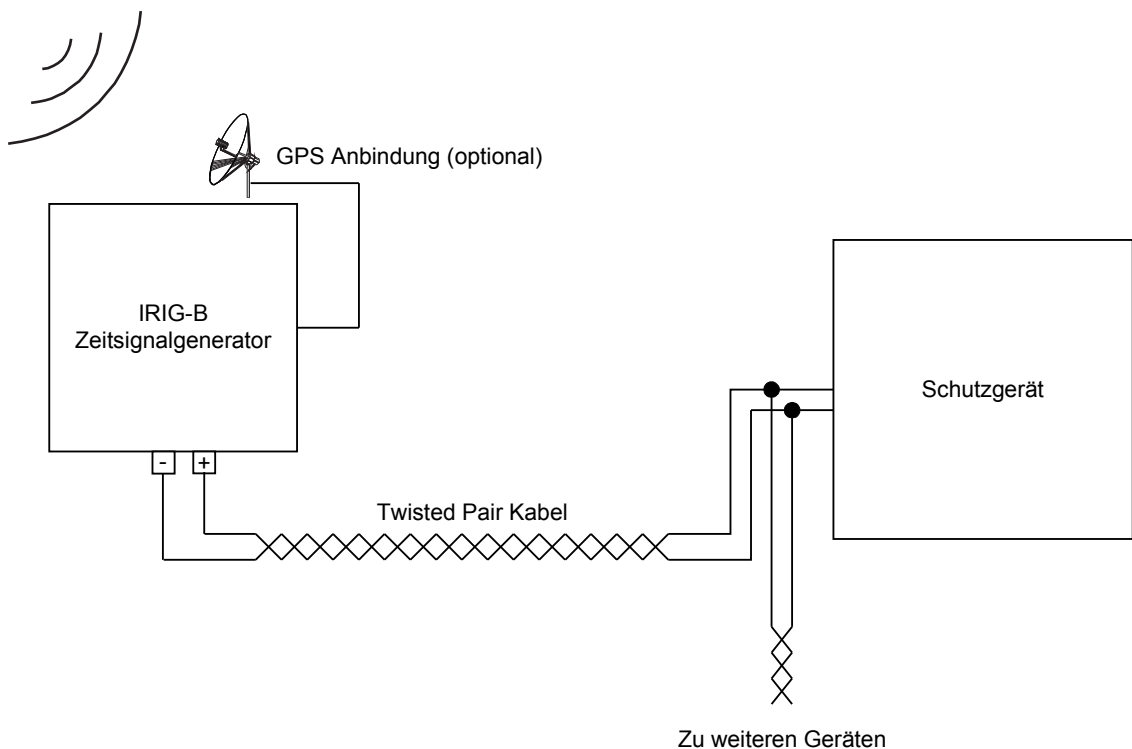 GPS Anbindung (optional)
IRIG-B
Zeitsignalgenerator
Schutzgerät
- +
Twisted Pair Kabel
Zu weiteren Geräten